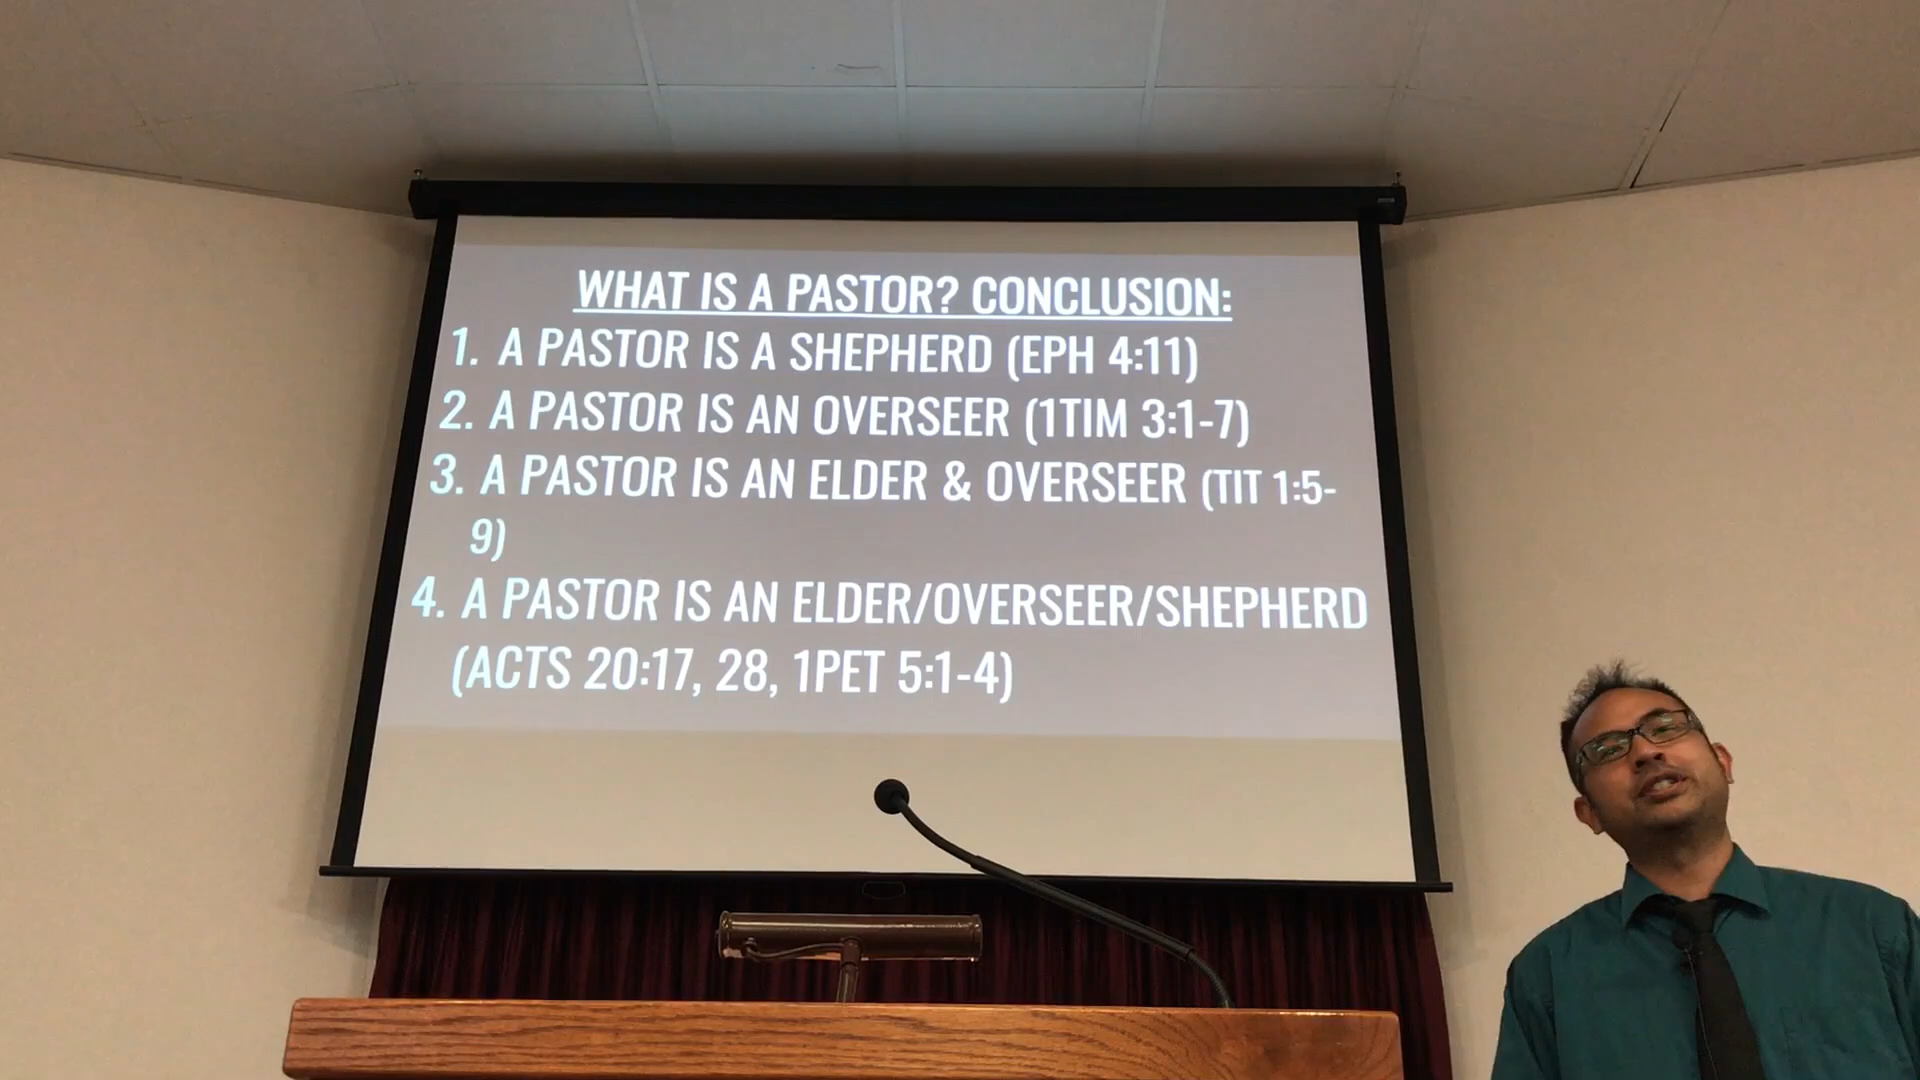 WHAT IS A PASTOR? CONCLUSION:
1. A PASTOR IS A SHEPHERD (EPH 4:11)
2. A PASTOR IS AN OVERSEER (1TIM 3:1-7)
3. A PASTOR IS AN ELDER & OVERSEER (TIT 1:5-
9)
4. A PASTOR IS AN ELDER/OVERSEER/SHEPHERD
(ACTS 20:17, 28, 1PET 5:1-4)